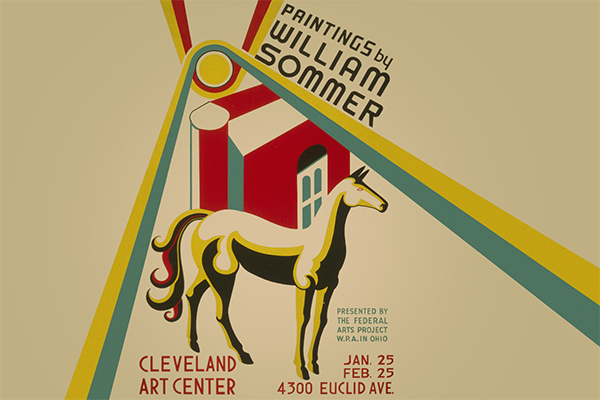 PAINTINGS by
WILLIAM
SOMMER
PRESENTED BY
THE FEDERAL
ARTS PROJECT
W.P.A. IN OHIO
CLEVELAND
ART CENTER
JAN. 25
FEB. 25
4300 EUCLID AVE.